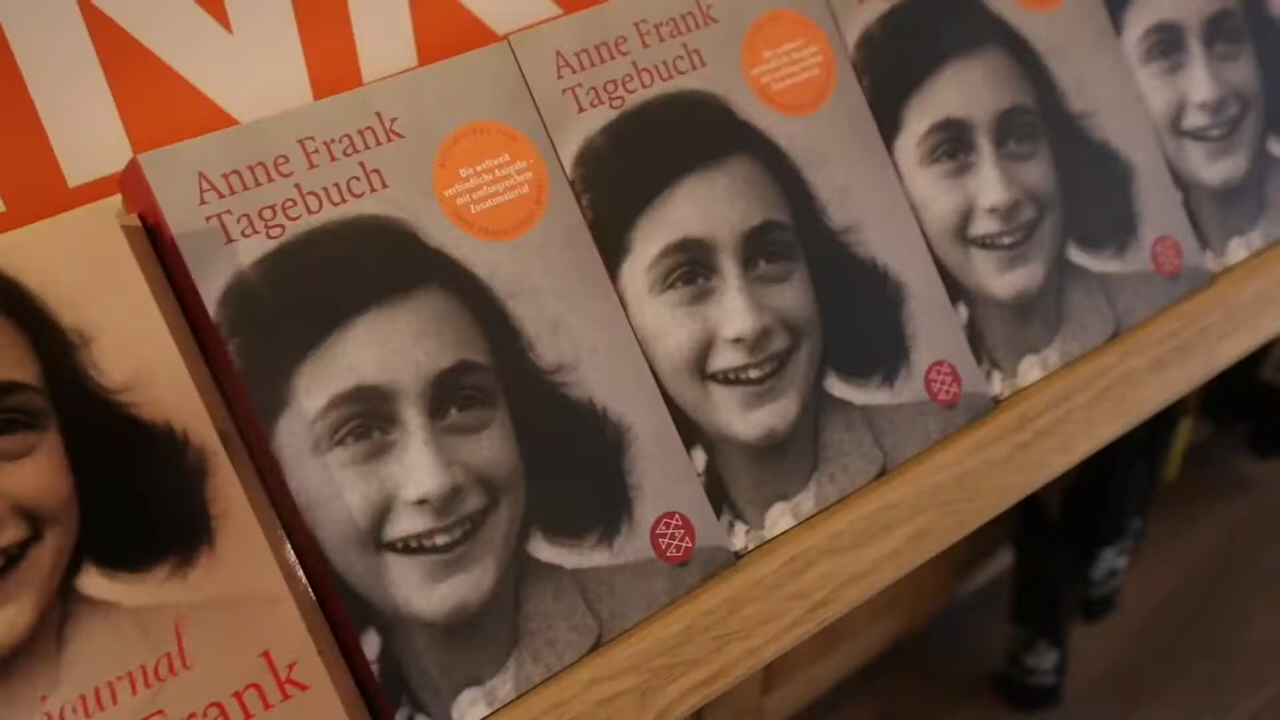 Anne Frank
Tagebuch
Die weltweit
verbindliche Ausgabe –
mit umfangreichem
Zusatzmaterial
Anne Frank
Tagebuch
journal
Frank